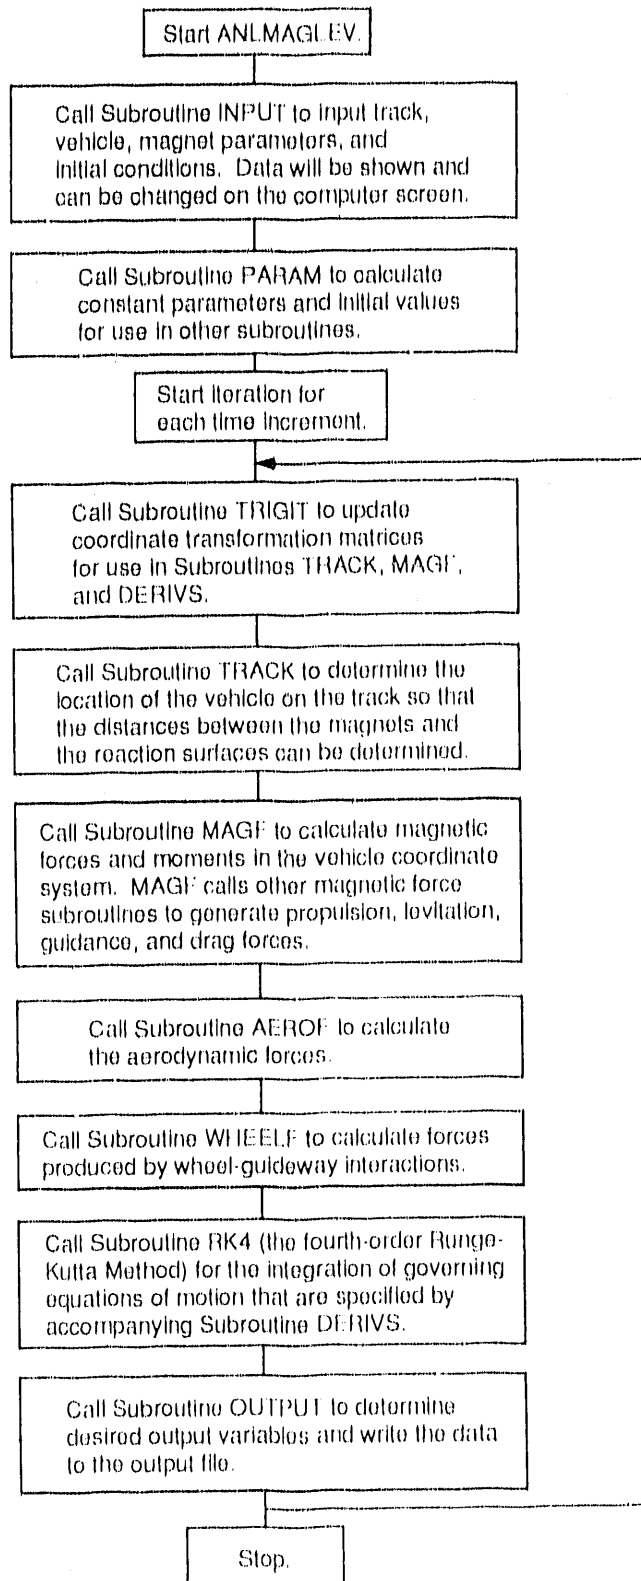 Start ANLMAGLEV.
Call Subroutine INPUT to input track,
vehicle, magnet parameters, and
initial conditions. Data will be shown and
can be changed on the computer screen.
Call Subroutine PARAM to calculate
constant parameters and initial values
for use in other subroutines.
Start iteration for
each time increment.
Call Subroutine TRIGIT to update
coordinate transformation matrices
for use in Subroutines TRACK, MAGF,
and DERIVS.
Call Subroutine TRACK to determine the
location of the vehicle on the track so that
the distances between the magnets and
the reaction surfaces can be determined.
Call Subroutine MAGF to calculate magnetic
forces and moments in the vehicle coordinate
system. MAGF calls other magnetic force
subroutines to generate propulsion, levitation,
guidance, and drag forces.
Call Subroutine AEROF to calculate
the aerodynamic forces.
Call Subroutine WHEELF to calculate forces
produced by wheel-guideway interactions.
Call Subroutine RK4 (the fourth-order Runge-
Kutta Method) for the integration of governing
equations of motion that are specified by
accompanying Subroutine DERIVS.
Call Subroutine OUTPUT to determine
desired output variables and write the data
to the output file.
Stop.